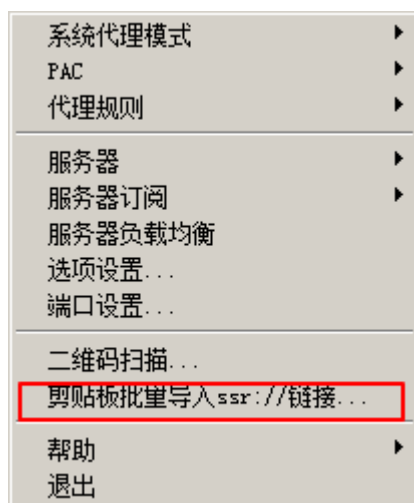 系统代理模式
PAC
代理规则
服务器
服务器订阅
服务器负载均衡
选项设置...
端口设置...
二维码扫描...
剪贴板批量导入ssr://链接...
帮助
退出